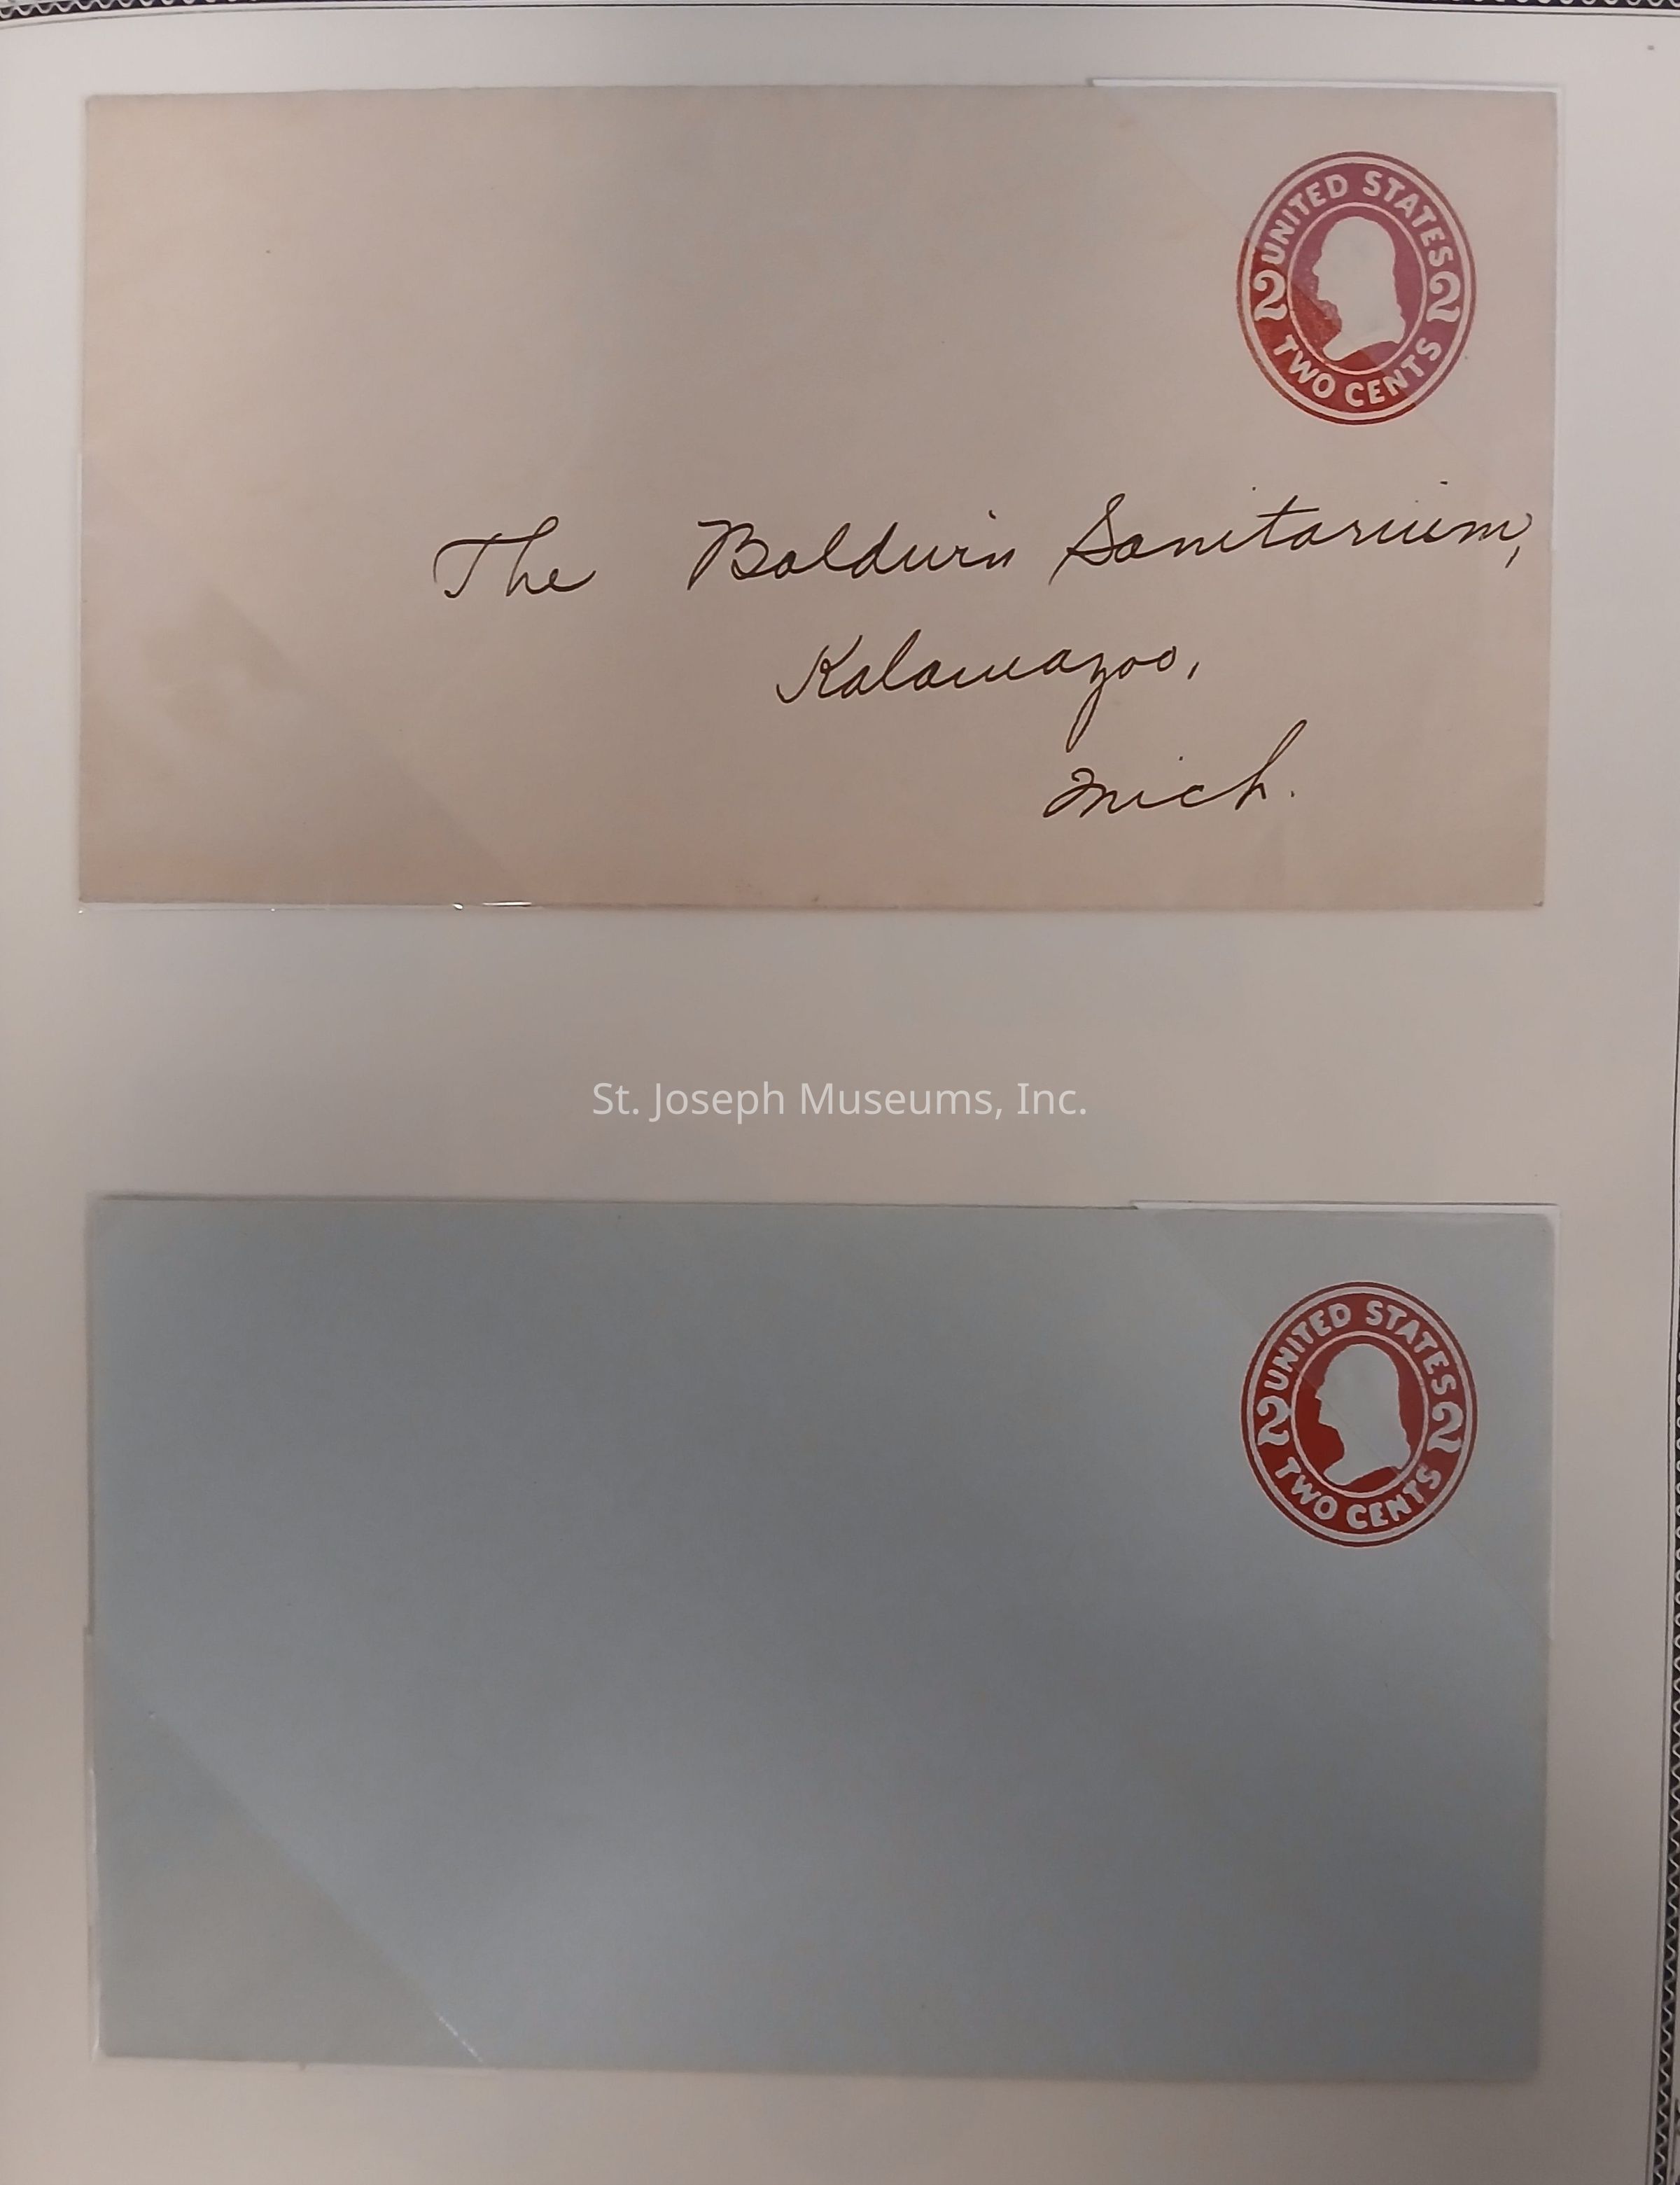 UNITED STATES
2 2
TWO CENTS
The Baldwin Sanitarium,
Kalamazoo,
Mich.
St. Joseph Museums, Inc.
UNITED STATES
2 2
TWO CENTS